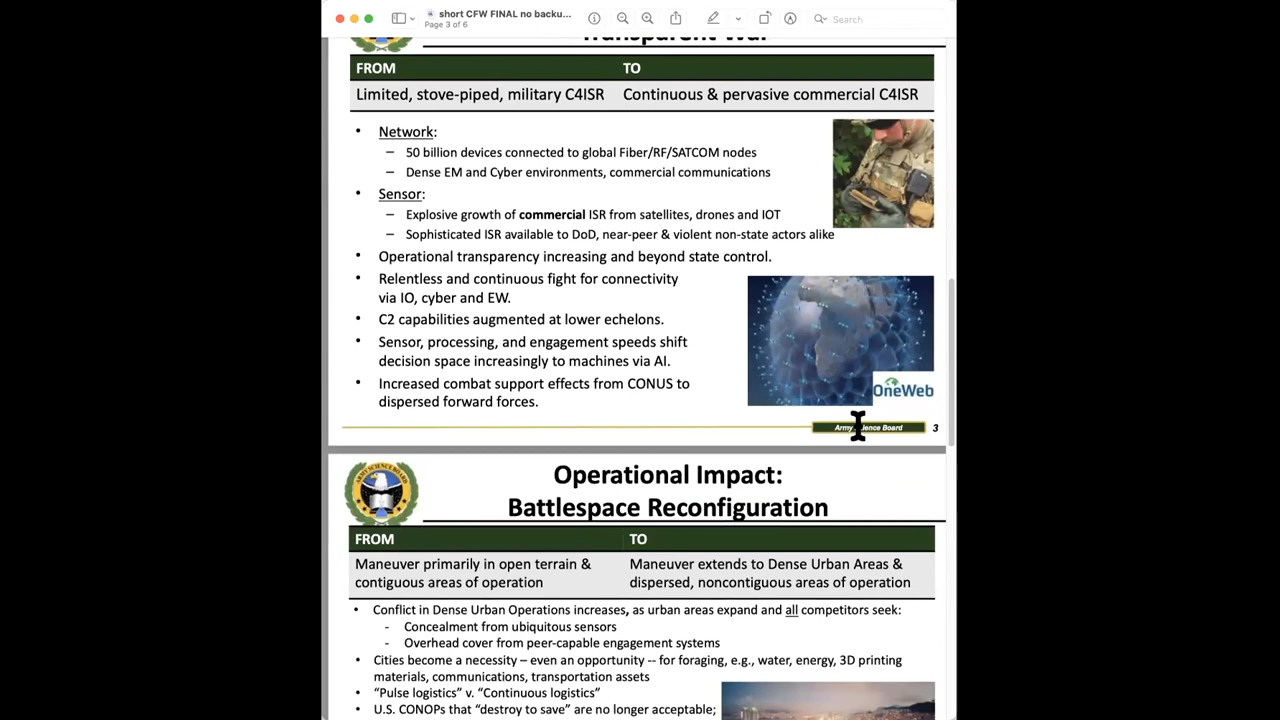 short CFW FINAL no backu...
Page 3 of 6
Search
Transparent War
FROM TO
Limited, stove-piped, military C4ISR Continuous & pervasive commercial C4ISR
• Network:
– 50 billion devices connected to global Fiber/RF/SATCOM nodes
– Dense EM and Cyber environments, commercial communications
• Sensor:
– Explosive growth of commercial ISR from satellites, drones and IOT
– Sophisticated ISR available to DoD, near-peer & violent non-state actors alike
• Operational transparency increasing and beyond state control.
• Relentless and continuous fight for connectivity
via IO, cyber and EW.
• C2 capabilities augmented at lower echelons.
• Sensor, processing, and engagement speeds shift
decision space increasingly to machines via AI.
• Increased combat support effects from CONUS to
dispersed forward forces.
OneWeb
Army Science Board 3
ARMY SCIENCE BOARD
Operational Impact:
Battlespace Reconfiguration
FROM TO
Maneuver primarily in open terrain & Maneuver extends to Dense Urban Areas &
contiguous areas of operation dispersed, noncontiguous areas of operation
• Conflict in Dense Urban Operations increases, as urban areas expand and all competitors seek:
- Concealment from ubiquitous sensors
- Overhead cover from peer-capable engagement systems
• Cities become a necessity – even an opportunity -- for foraging, e.g., water, energy, 3D printing
materials, communications, transportation assets
• “Pulse logistics” v. “Continuous logistics”
• U.S. CONOPs that “destroy to save” are no longer acceptable;